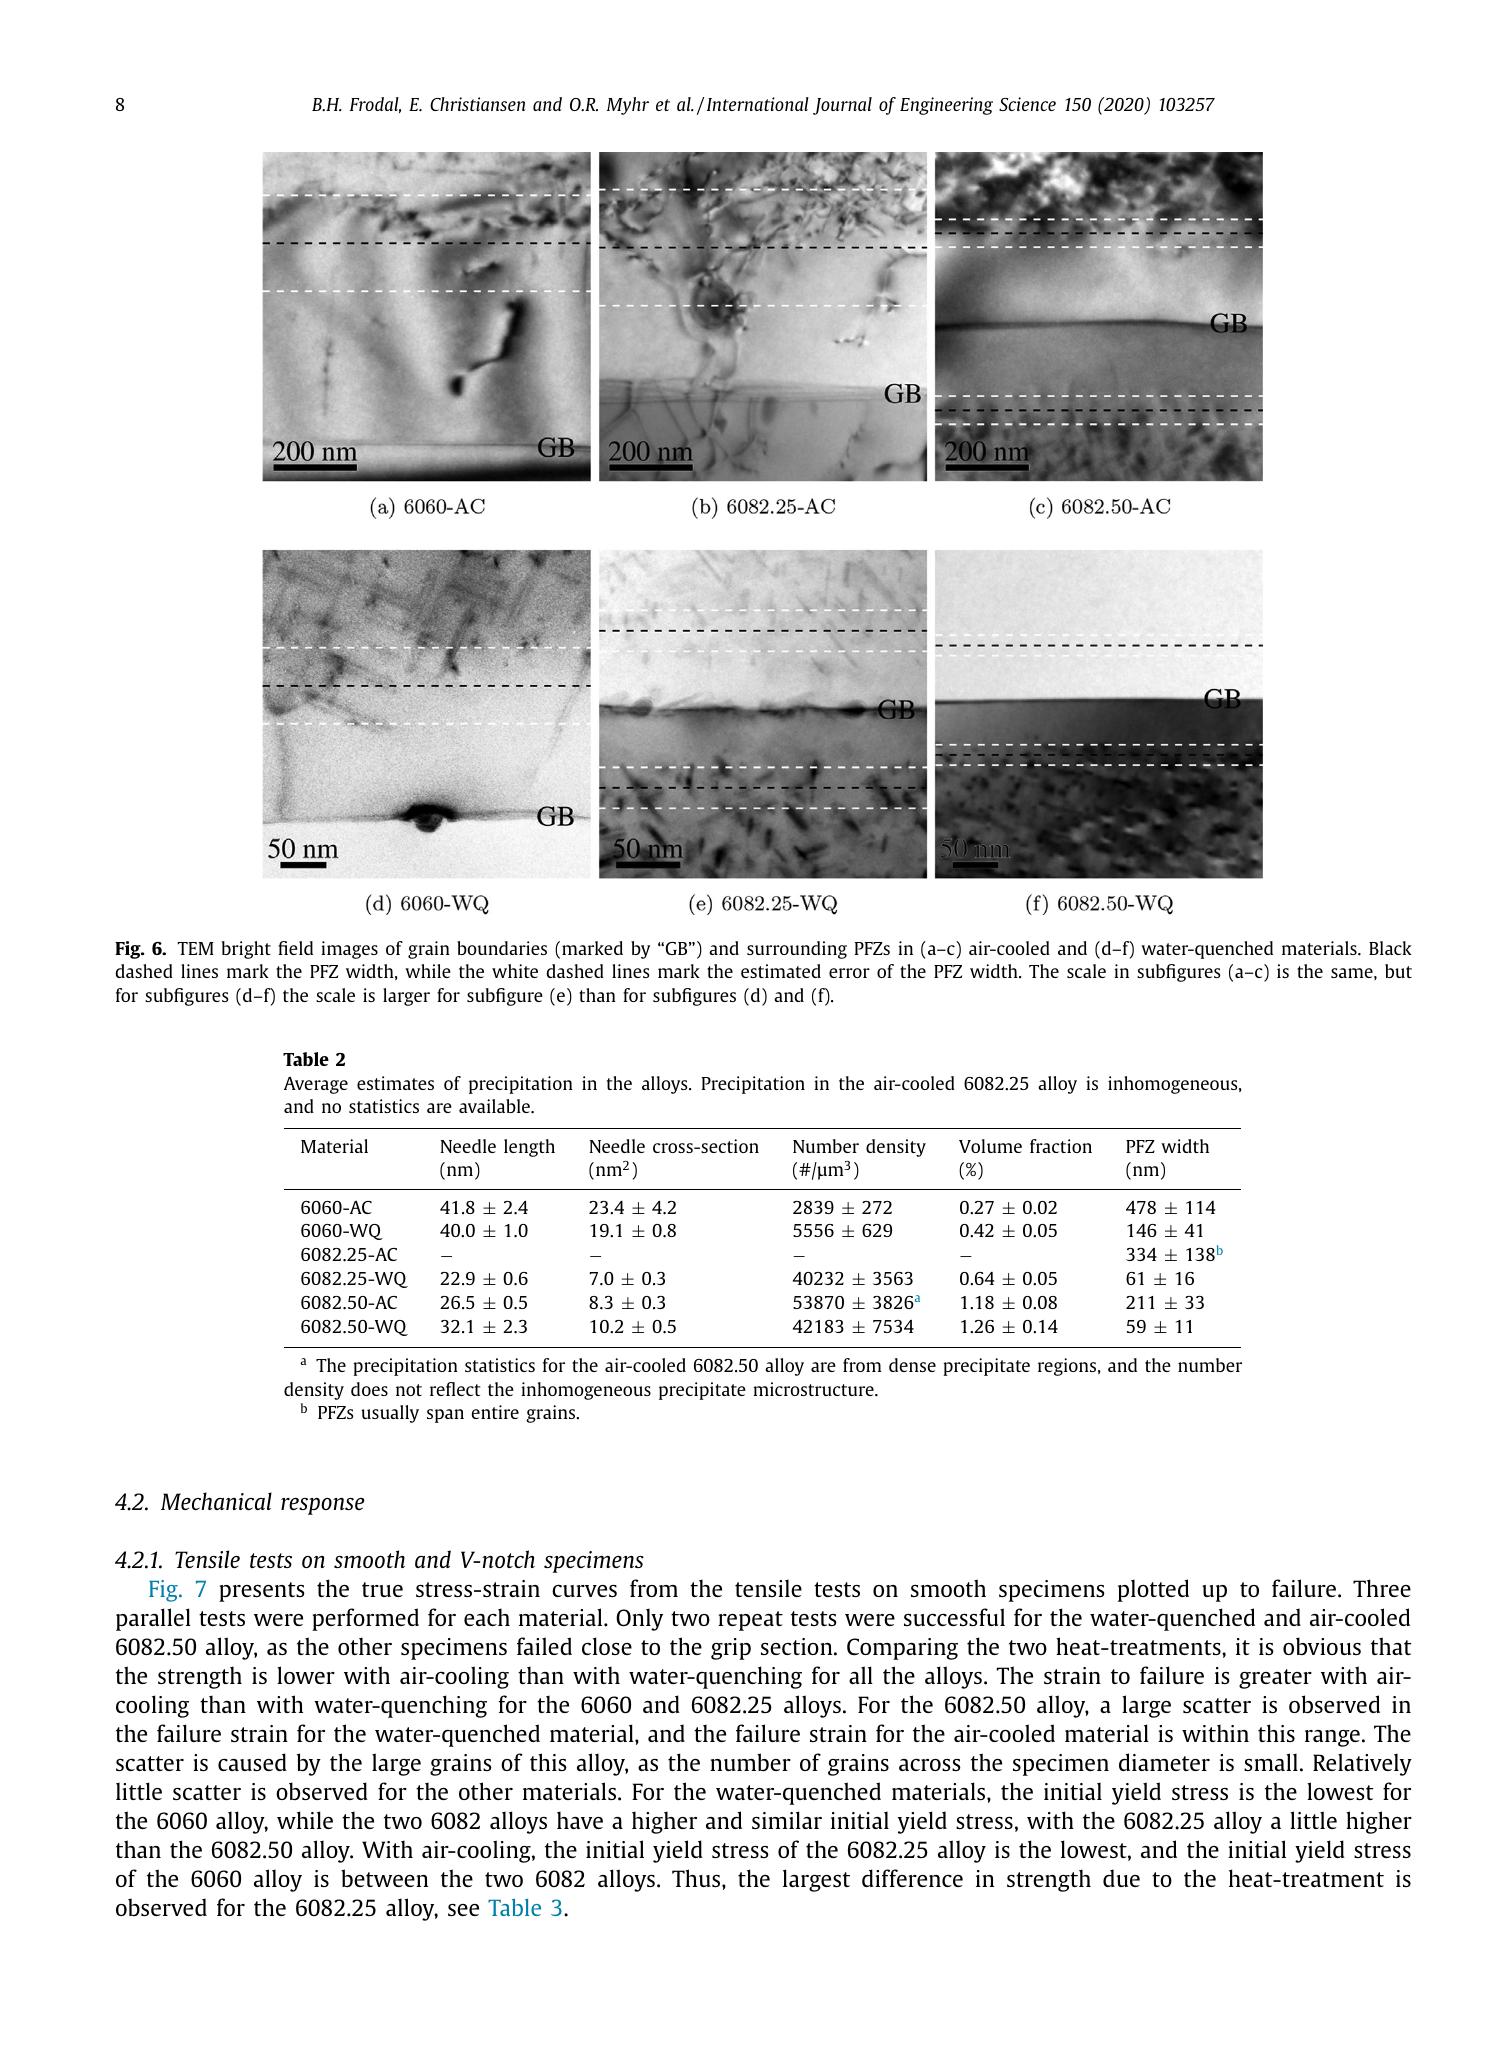 8
B.H. Frodal, E. Christiansen and O.R. Myhr et al. / International Journal of Engineering Science 150 (2020) 103257
GB
200 nm
GB
200 nm
GB
200 nm
(a) 6060-AC
(b) 6082.25-AC
(c) 6082.50-AC
GB
50 nm
GB
50 nm
GB
50 nm
(d) 6060-WQ
(e) 6082.25-WQ
(f) 6082.50-WQ
Fig. 6. TEM bright field images of grain boundaries (marked by “GB”) and surrounding PFZs in (a–c) air-cooled and (d–f) water-quenched materials. Black
dashed lines mark the PFZ width, while the white dashed lines mark the estimated error of the PFZ width. The scale in subfigures (a–c) is the same, but
for subfigures (d–f) the scale is larger for subfigure (e) than for subfigures (d) and (f).
Table 2
Average estimates of precipitation in the alloys. Precipitation in the air-cooled 6082.25 alloy is inhomogeneous,
and no statistics are available.
Material Needle length Needle cross-section Number density Volume fraction PFZ width
(nm) (nm²) (#/μm³) (%) (nm)
6060-AC 41.8 ± 2.4 23.4 ± 4.2 2839 ± 272 0.27 ± 0.02 478 ± 114
6060-WQ 40.0 ± 1.0 19.1 ± 0.8 5556 ± 629 0.42 ± 0.05 146 ± 41
6082.25-AC – – – – 334 ± 138ᵇ
6082.25-WQ 22.9 ± 0.6 7.0 ± 0.3 40232 ± 3563 0.64 ± 0.05 61 ± 16
6082.50-AC 26.5 ± 0.5 8.3 ± 0.3 53870 ± 3826ᵃ 1.18 ± 0.08 211 ± 33
6082.50-WQ 32.1 ± 2.3 10.2 ± 0.5 42183 ± 7534 1.26 ± 0.14 59 ± 11
ᵃ The precipitation statistics for the air-cooled 6082.50 alloy are from dense precipitate regions, and the number
density does not reflect the inhomogeneous precipitate microstructure.
ᵇ PFZs usually span entire grains.
4.2. Mechanical response
4.2.1. Tensile tests on smooth and V-notch specimens
Fig. 7 presents the true stress-strain curves from the tensile tests on smooth specimens plotted up to failure. Three
parallel tests were performed for each material. Only two repeat tests were successful for the water-quenched and air-cooled
6082.50 alloy, as the other specimens failed close to the grip section. Comparing the two heat-treatments, it is obvious that
the strength is lower with air-cooling than with water-quenching for all the alloys. The strain to failure is greater with air-
cooling than with water-quenching for the 6060 and 6082.25 alloys. For the 6082.50 alloy, a large scatter is observed in
the failure strain for the water-quenched material, and the failure strain for the air-cooled material is within this range. The
scatter is caused by the large grains of this alloy, as the number of grains across the specimen diameter is small. Relatively
little scatter is observed for the other materials. For the water-quenched materials, the initial yield stress is the lowest for
the 6060 alloy, while the two 6082 alloys have a higher and similar initial yield stress, with the 6082.25 alloy a little higher
than the 6082.50 alloy. With air-cooling, the initial yield stress of the 6082.25 alloy is the lowest, and the initial yield stress
of the 6060 alloy is between the two 6082 alloys. Thus, the largest difference in strength due to the heat-treatment is
observed for the 6082.25 alloy, see Table 3.